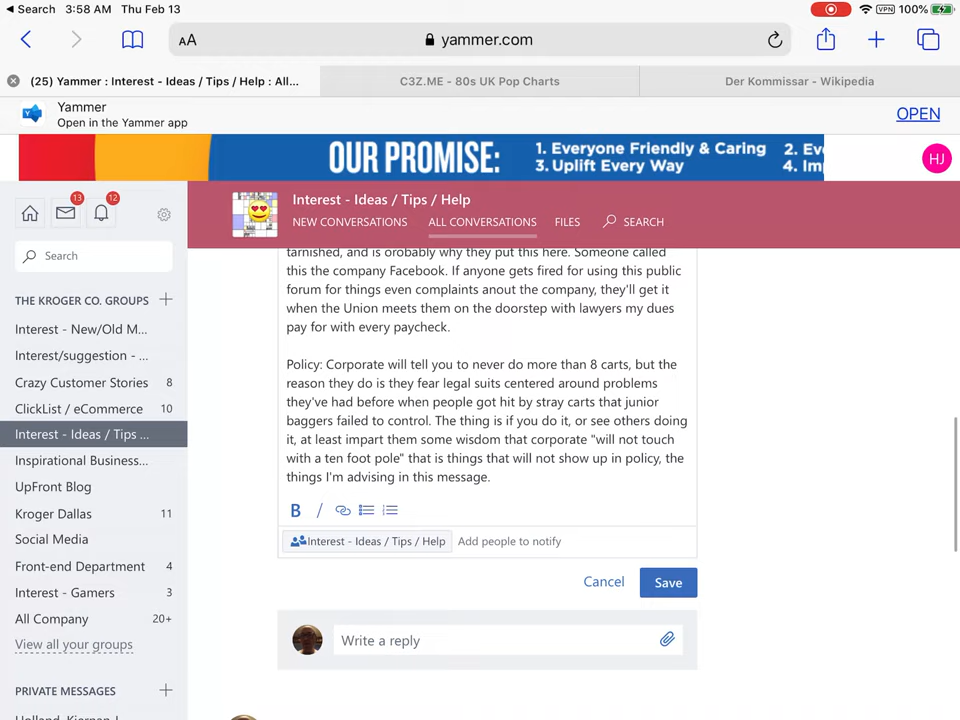 Search 3:58 AM Thu Feb 13 VPN 100%
AA yammer.com
(25) Yammer : Interest - Ideas / Tips / Help : All... C3Z.ME - 80s UK Pop Charts Der Kommissar - Wikipedia
Yammer
Open in the Yammer app
OPEN
OUR PROMISE: 1. Everyone Friendly & Caring 2. Ev
3. Uplift Every Way 4. Im
HJ
13 12
Interest - Ideas / Tips / Help
NEW CONVERSATIONS ALL CONVERSATIONS FILES SEARCH
Search
THE KROGER CO. GROUPS
Interest - New/Old M...
Interest/suggestion - ...
Crazy Customer Stories 8
ClickList / eCommerce 10
Interest - Ideas / Tips ...
Inspirational Business...
UpFront Blog
Kroger Dallas 11
Social Media
Front-end Department 4
Interest - Gamers 3
All Company 20+
View all your groups
PRIVATE MESSAGES
tarnished, and is orobably why they put this here. Someone called
this the company Facebook. If anyone gets fired for using this public
forum for things even complaints anout the company, they'll get it
when the Union meets them on the doorstep with lawyers my dues
pay for with every paycheck.
Policy: Corporate will tell you to never do more than 8 carts, but the
reason they do is they fear legal suits centered around problems
they've had before when people got hit by stray carts that junior
baggers failed to control. The thing is if you do it, or see others doing
it, at least impart them some wisdom that corporate "will not touch
with a ten foot pole" that is things that will not show up in policy, the
things I'm advising in this message.
B I
Interest - Ideas / Tips / Help Add people to notify
Cancel Save
Write a reply